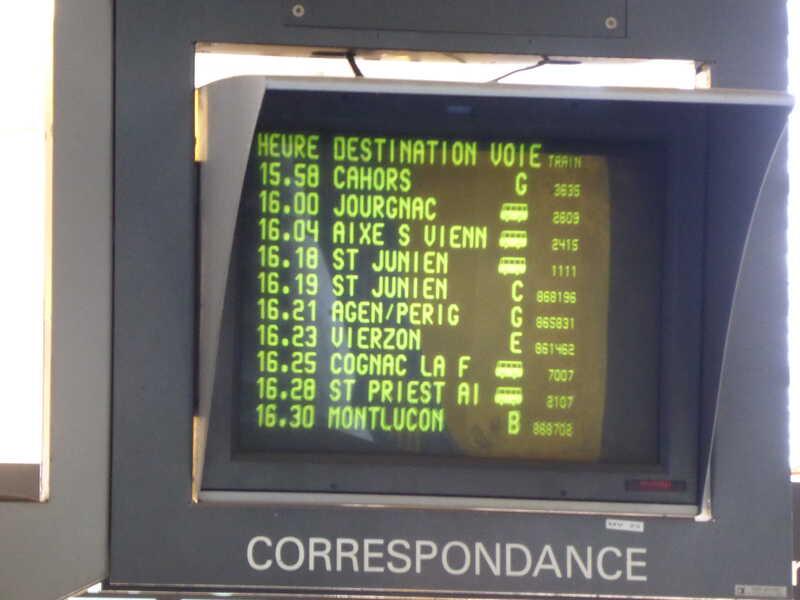 HEURE DESTINATION VOIE TRAIN
15.58 CAHORS G 3635
16.00 JOURGNAC 2609
16.04 AIXE S VIENN 2415
16.18 ST JUNIEN 1111
16.19 ST JUNIEN C 868196
16.21 AGEN/PERIG G 865831
16.23 VIERZON E 861462
16.25 COGNAC LA F 7007
16.28 ST PRIEST AI 2107
16.30 MONTLUCON B 868702
CORRESPONDANCE